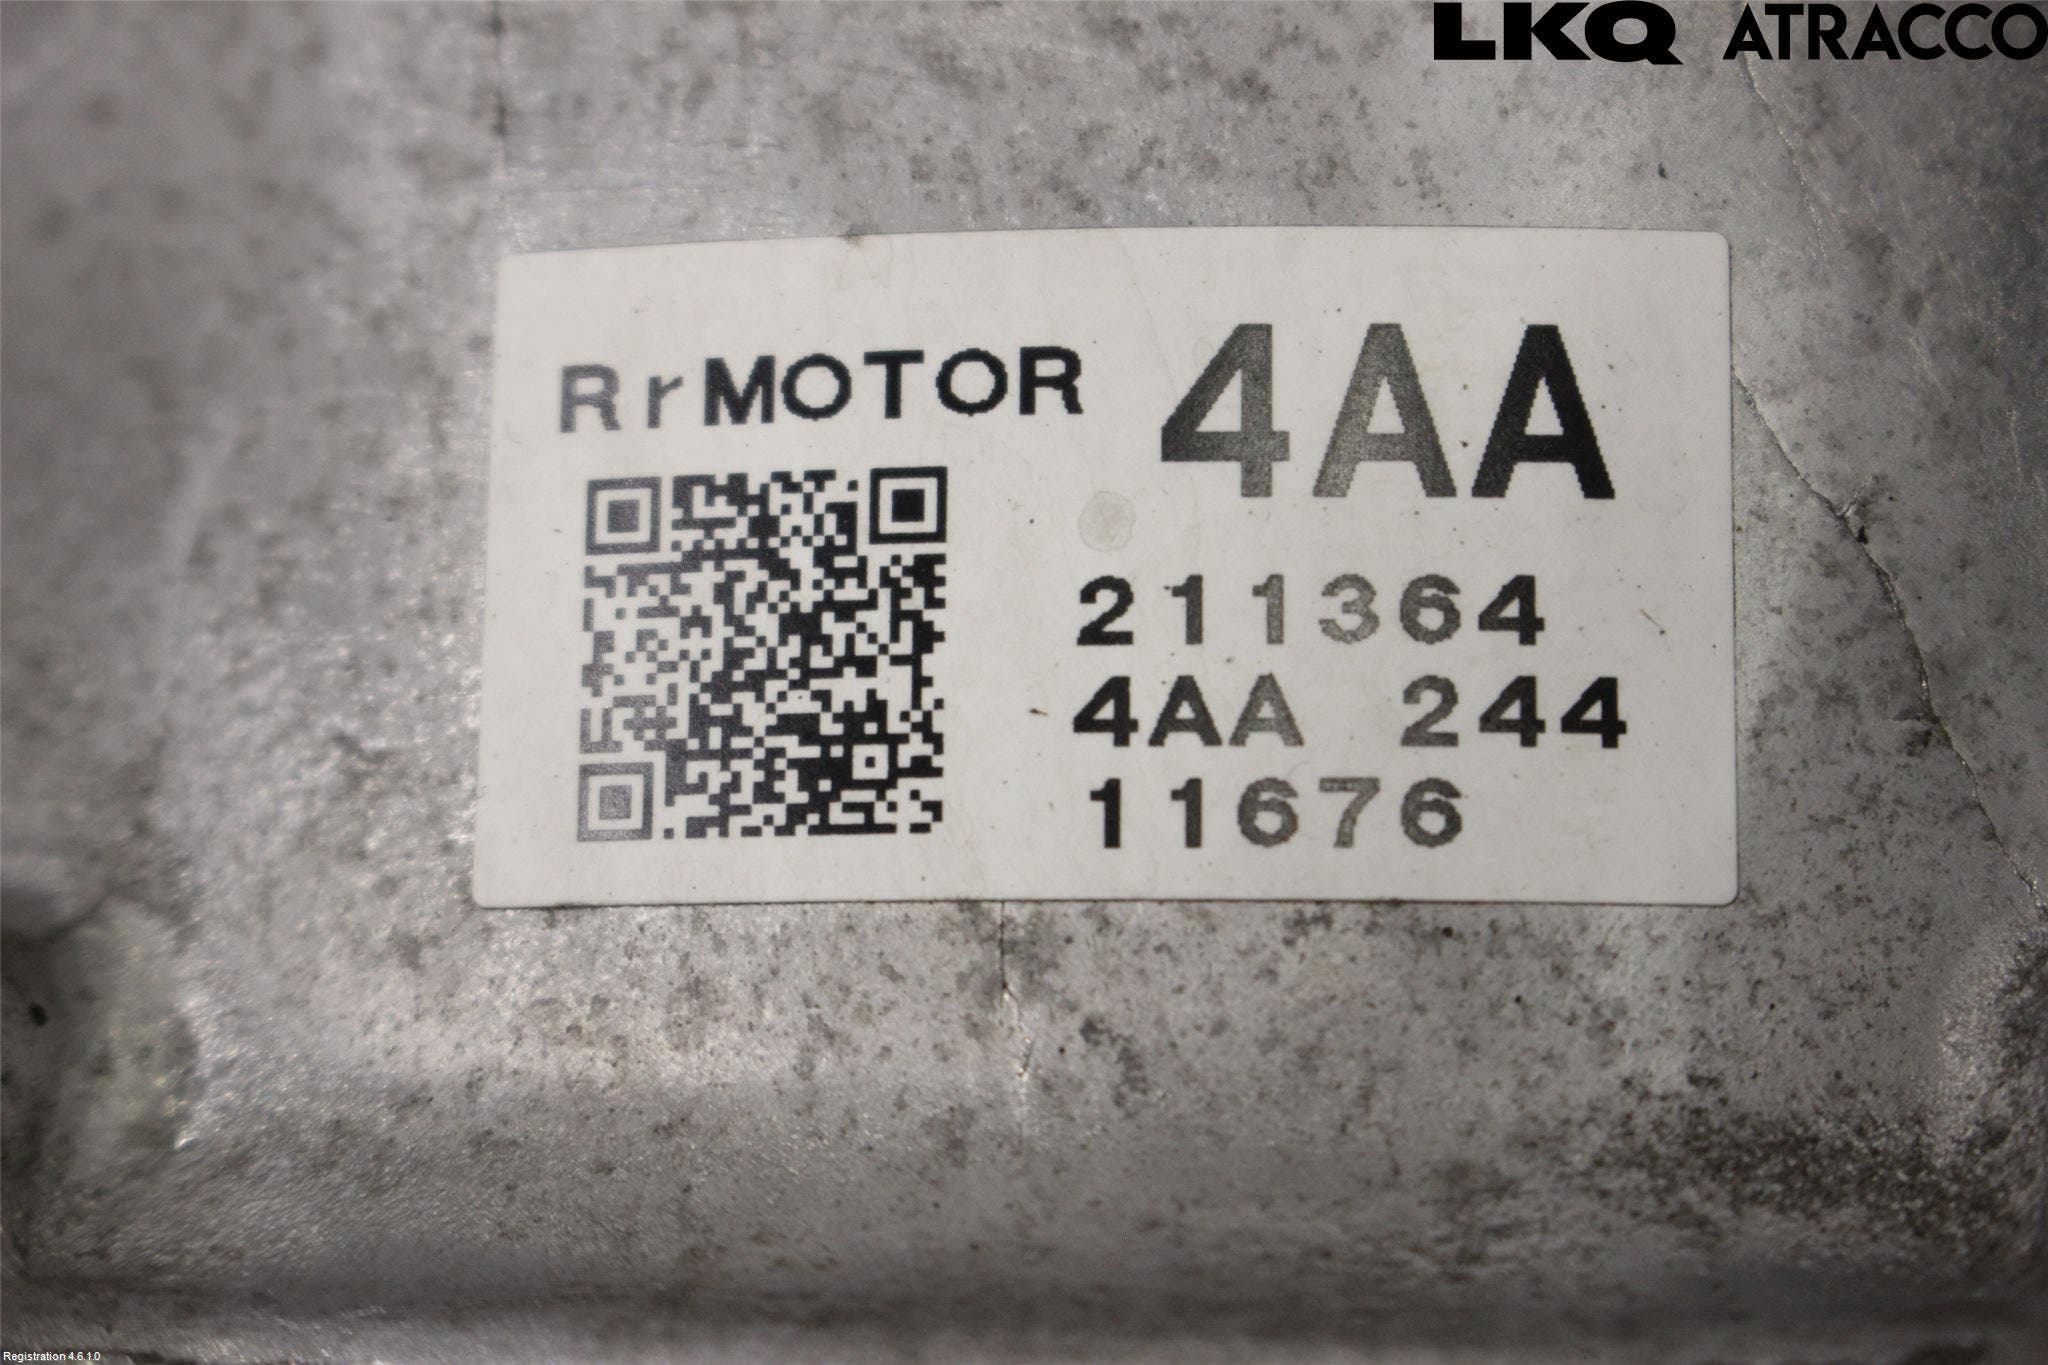 LKQ ATRACCO
RrMOTOR 4AA
211364
4AA 244
11676
Registration 4.6.1.0